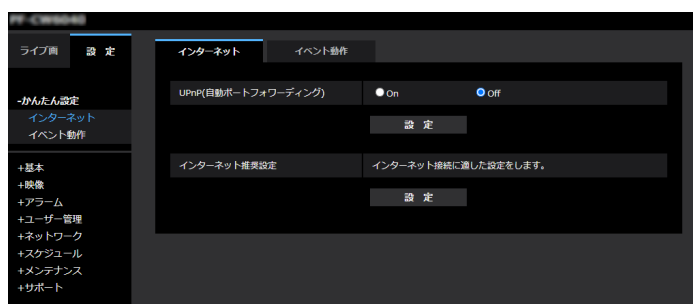 ライブ画 設 定 インターネット イベント動作
UPnP(自動ポートフォワーディング) On Off
-かんたん設定
インターネット
設 定
イベント動作
インターネット推奨設定 インターネット接続に適した設定をします。
+基本
+映像
設 定
+アラーム
+ユーザー管理
+ネットワーク
+スケジュール
+メンテナンス
+サポート